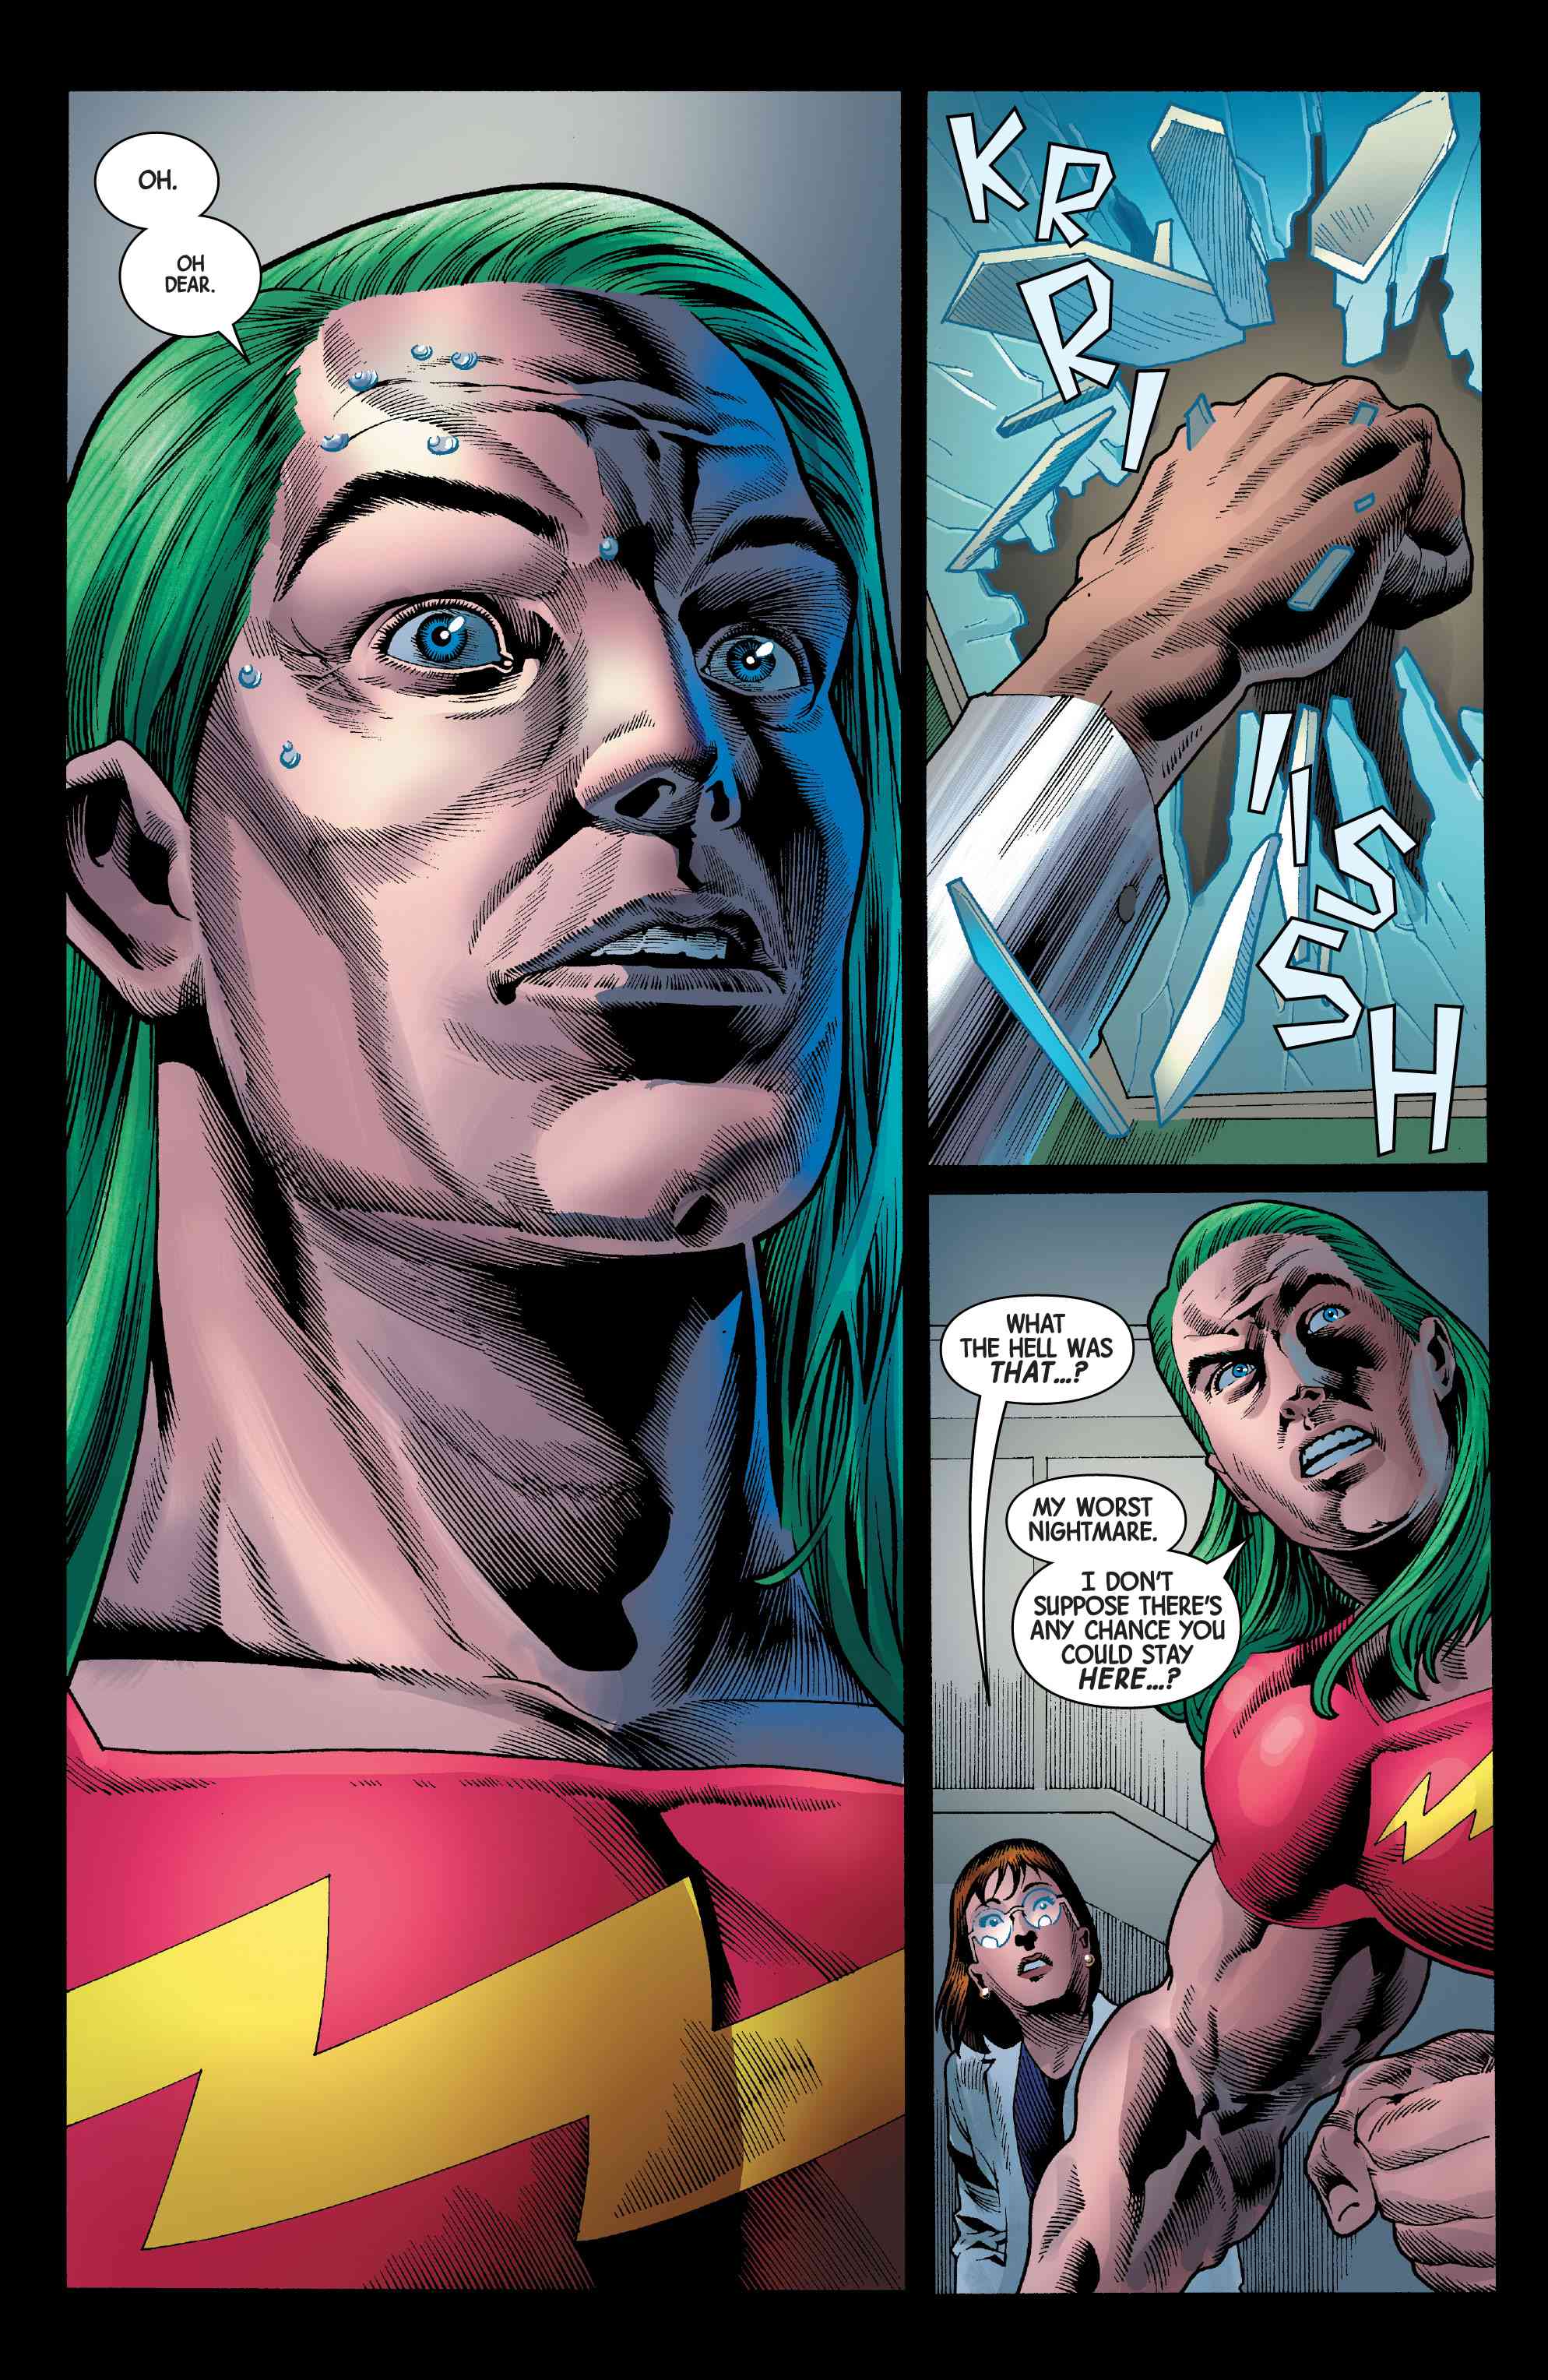 OH.
OH
DEAR.
KRRIIISSH
WHAT
THE HELL WAS
THAT...?
MY WORST
NIGHTMARE.
I DON'T
SUPPOSE THERE'S
ANY CHANCE YOU
COULD STAY
HERE...?